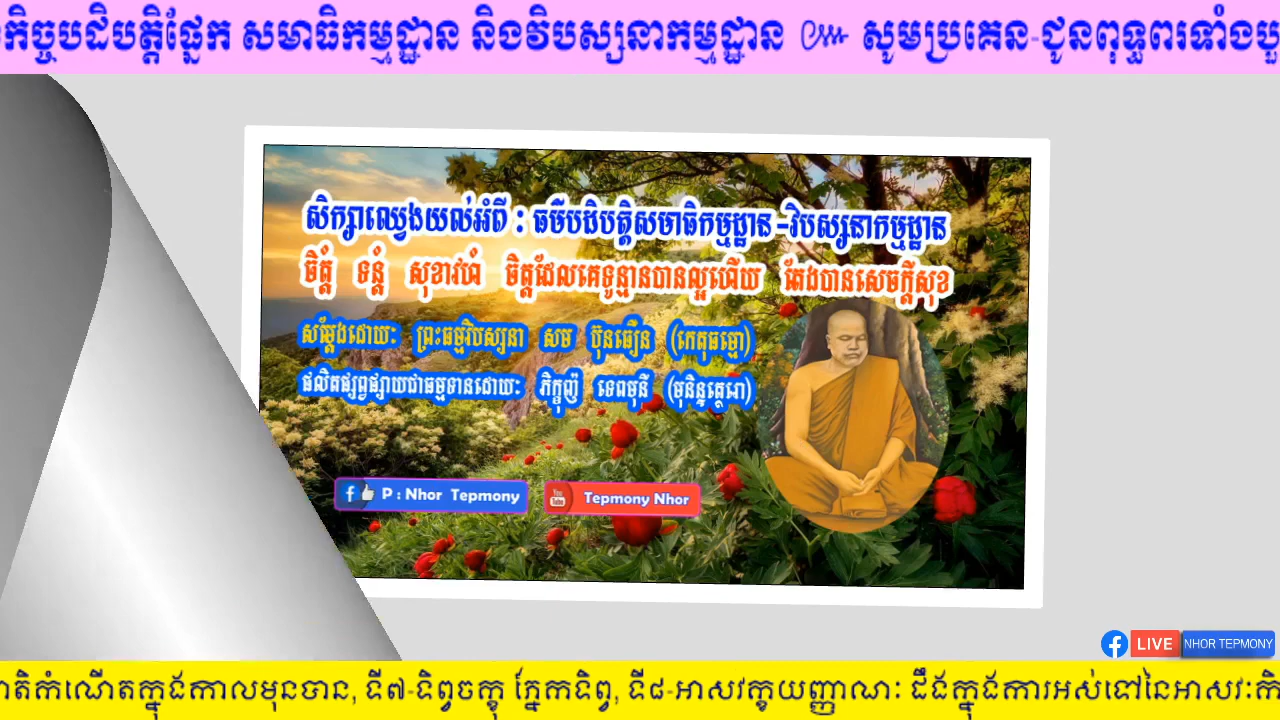 កិច្ចបដិបត្តិផ្នែក សមាធិកម្មដ្ឋាន និងវិបស្សនាកម្មដ្ឋាន ៚ សូមប្រគេន-ជូនពុទ្ធពរទាំងបួ
សិក្សាឈ្វេងយល់អំពី : ធម៌បដិបត្តិសមាធិកម្មដ្ឋាន-វិបស្សនាកម្មដ្ឋាន
ចិត្តំ ទន្តំ សុខាវហំ ចិត្តដែលគេទូន្មានបានល្អហើយ តែងបានសេចក្តីសុខ
សម្តែងដោយៈ ព្រះធម្មវិបស្សនា សម ប៊ុនធឿន (កេតុធម្មោ)
ផលិតផ្សព្វផ្សាយជាធម្មទានដោយៈ ភិក្ខុញ៉ ទេពមុនី (មុនិន្ទត្ថេរោ)
P : Nhor Tepmony
You Tube Tepmony Nhor
LIVE NHOR TEPMONY
តិកំណើតក្នុងកាលមុនបាន, ទី៧-ទិព្វចក្ខុ ភ្នែកទិព្វ, ទី៨-អាសវក្ខយញ្ញាណៈ ដឹងក្នុងការអស់ទៅនៃអាសវៈកិ